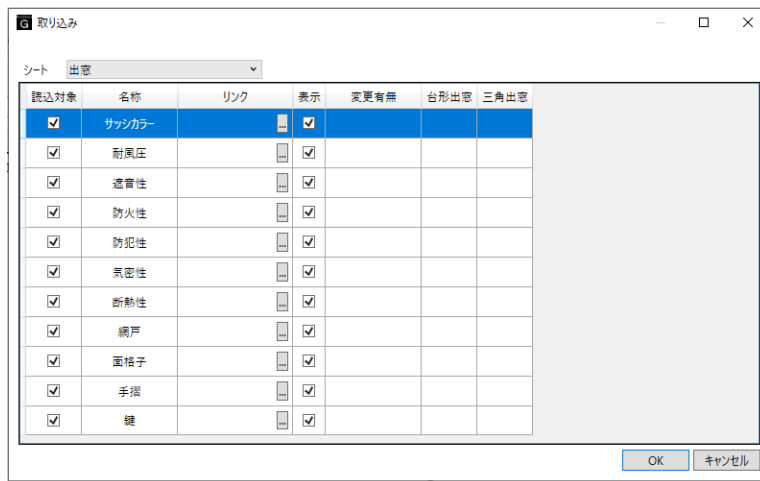 G 取り込み
シート 出窓
読込対象 名称 リンク 表示 変更有無 台形出窓 三角出窓
サッシカラー ...
耐風圧 ...
遮音性 ...
防火性 ...
防犯性 ...
気密性 ...
断熱性 ...
網戸 ...
面格子 ...
手摺 ...
鍵 ...
OK キャンセル